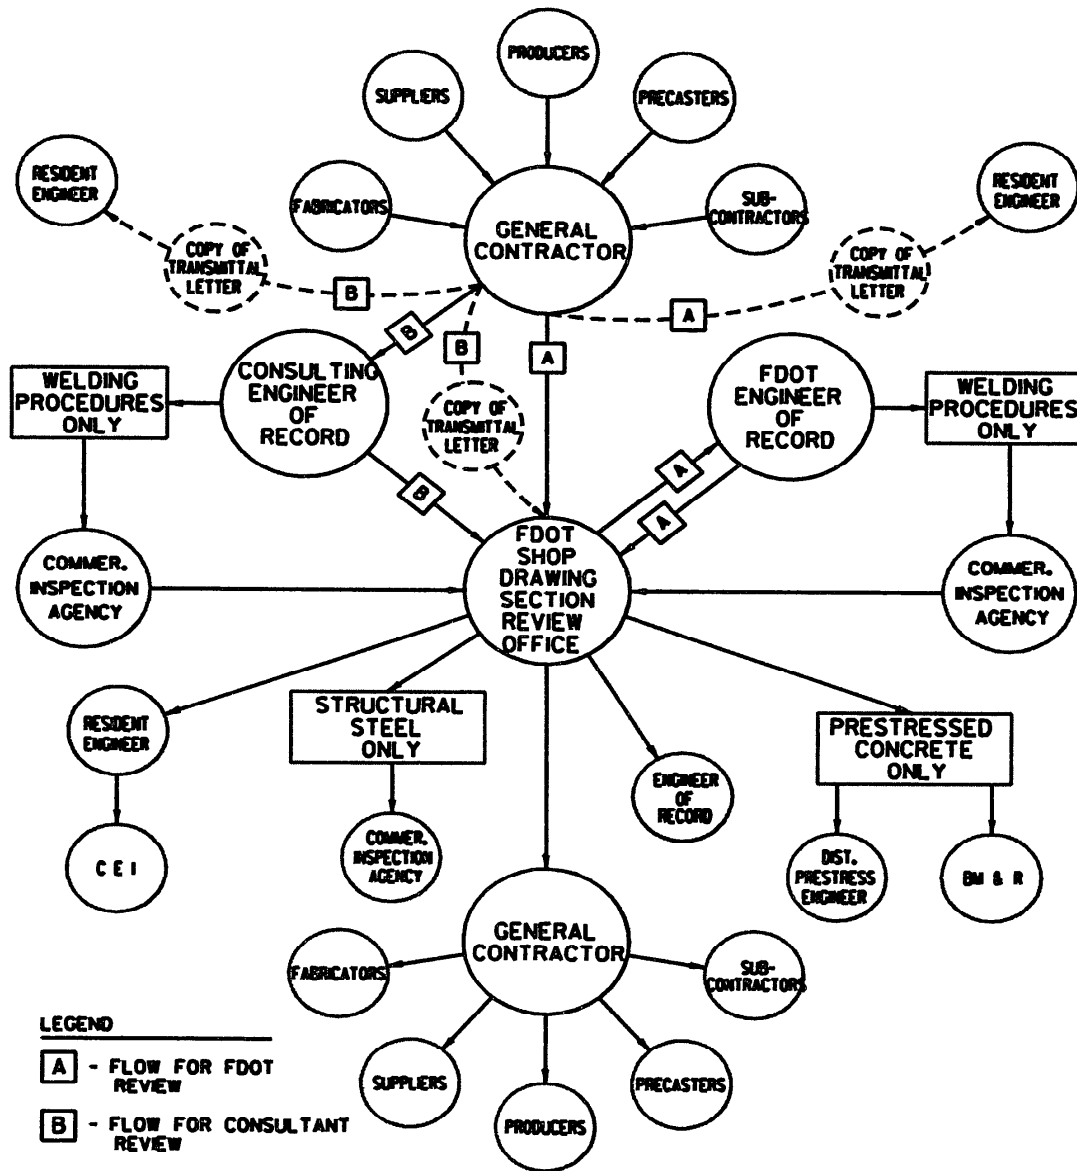 PRODUCERS
SUPPLIERS
PRECASTERS
RESIDENT
ENGINEER
RESIDENT
ENGINEER
FABRICATORS
SUB-
CONTRACTORS
GENERAL
CONTRACTOR
COPY OF
TRANSMITTAL
LETTER
COPY OF
TRANSMITTAL
LETTER
B
A
B
B
A
CONSULTING
ENGINEER
OF
RECORD
FDOT
ENGINEER
OF
RECORD
WELDING
PROCEDURES
ONLY
WELDING
PROCEDURES
ONLY
COPY OF
TRANSMITTAL
LETTER
A
B
A
FDOT
SHOP
DRAWING
SECTION
REVIEW
OFFICE
COMMER.
INSPECTION
AGENCY
COMMER.
INSPECTION
AGENCY
RESIDENT
ENGINEER
STRUCTURAL
STEEL
ONLY
PRESTRESSED
CONCRETE
ONLY
ENGINEER
OF
RECORD
C E I
COMMER.
INSPECTION
AGENCY
DIST.
PRESTRESS
ENGINEER
BM & R
GENERAL
CONTRACTOR
FABRICATORS
SUB-
CONTRACTORS
SUPPLIERS
PRECASTERS
PRODUCERS
LEGEND
A - FLOW FOR FDOT
REVIEW
B - FLOW FOR CONSULTANT
REVIEW